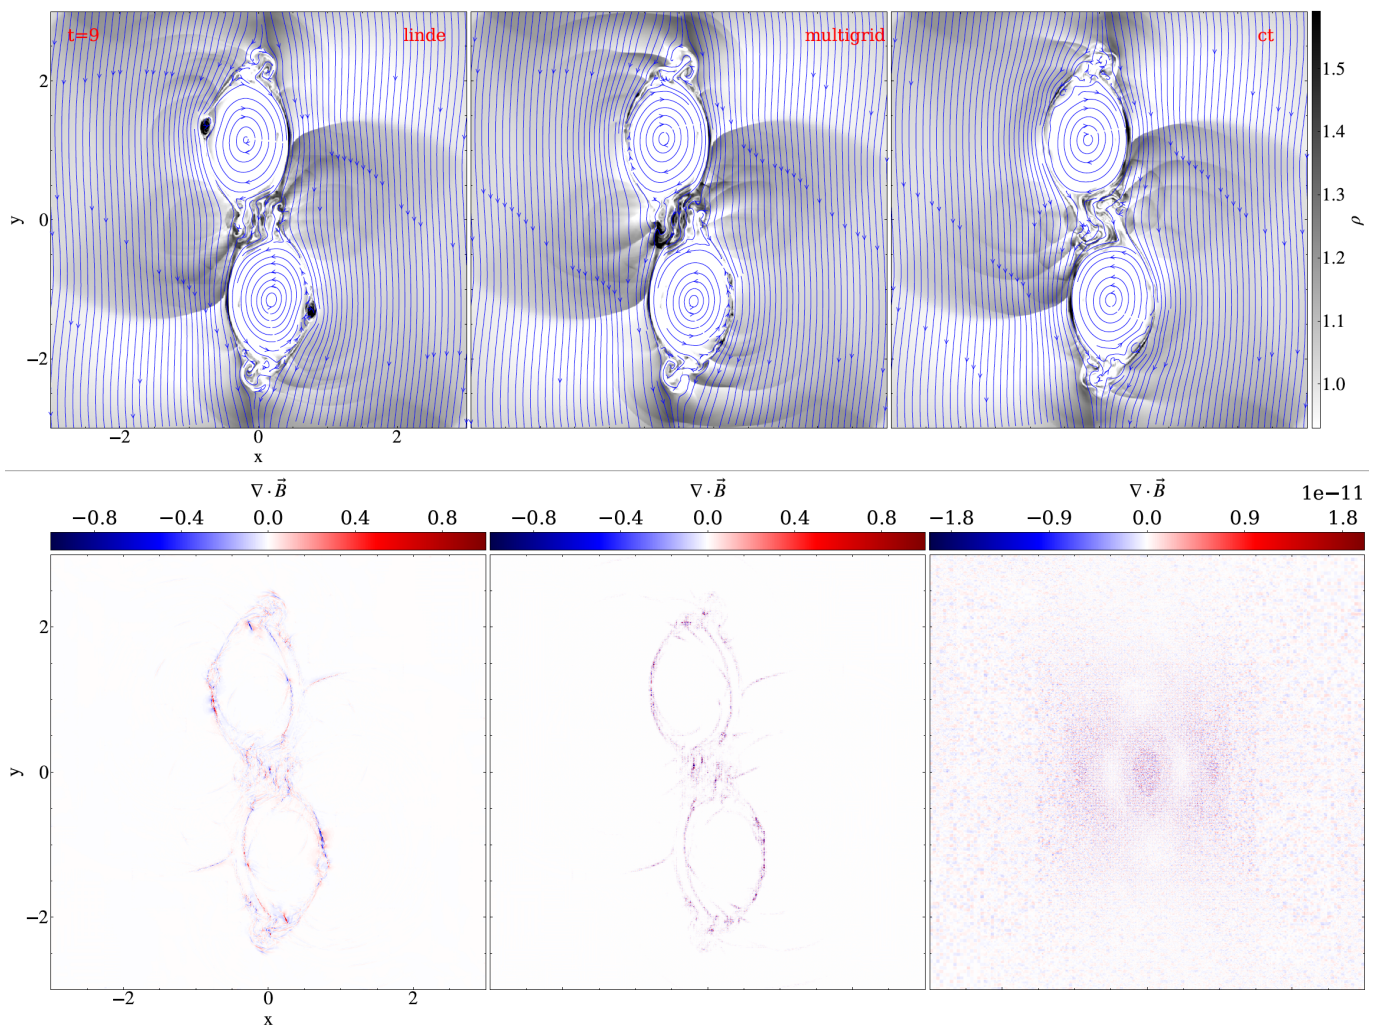 t=9 linde multigrid ct
2
0
−2
y
−2 0 2
x
1.5
1.4
1.3
1.2
1.1
1.0
ρ
∇ · B⃗ ∇ · B⃗ ∇ · B⃗ 1e−11
−0.8 −0.4 0.0 0.4 0.8 −0.8 −0.4 0.0 0.4 0.8 −1.8 −0.9 0.0 0.9 1.8
2
0
−2
y
−2 0 2
x